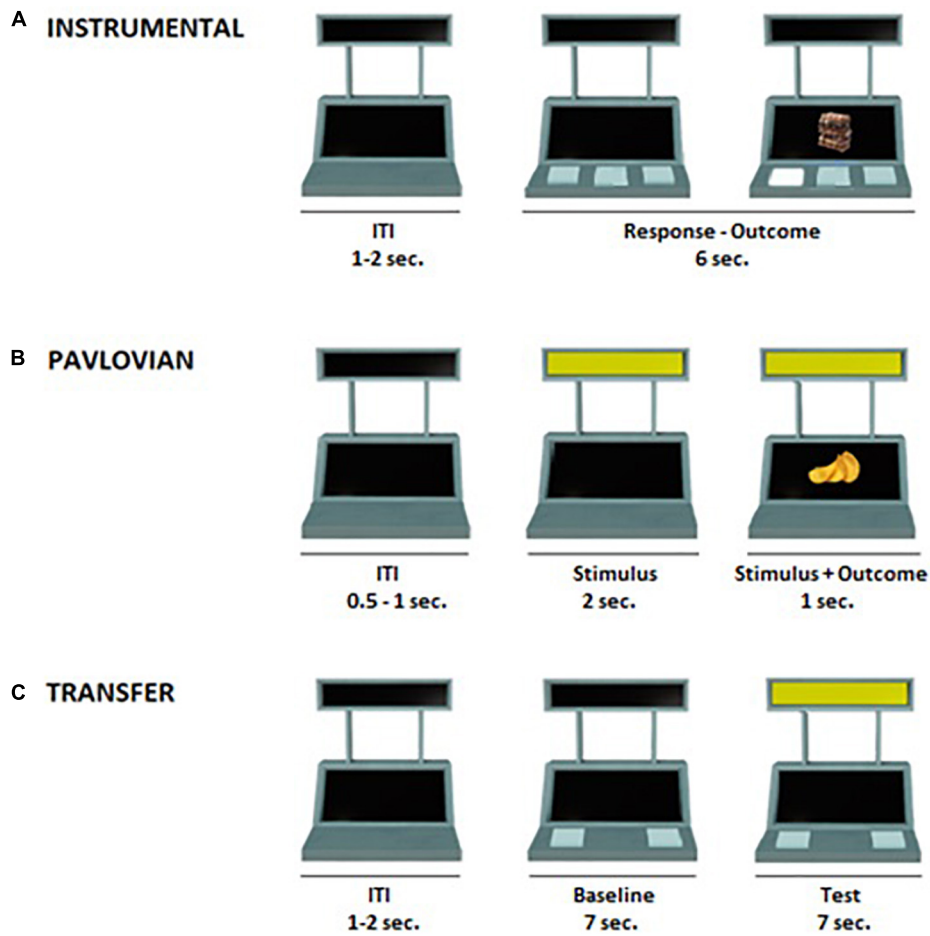 A INSTRUMENTAL
ITI
1-2 sec.
Response - Outcome
6 sec.
B PAVLOVIAN
ITI
0.5 - 1 sec.
Stimulus
2 sec.
Stimulus + Outcome
1 sec.
C TRANSFER
ITI
1-2 sec.
Baseline
7 sec.
Test
7 sec.